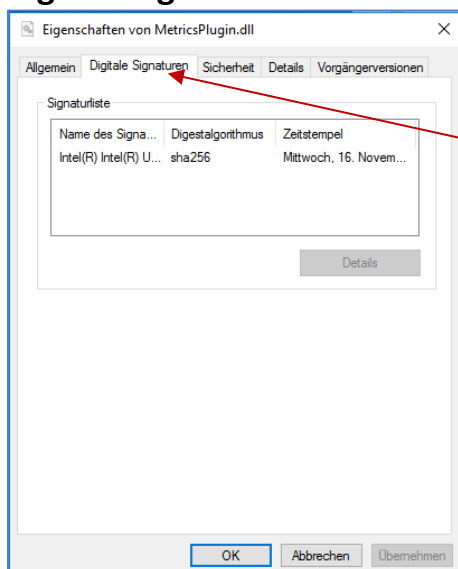 Eigenschaften von MetricsPlugin.dll
Allgemein Digitale Signaturen Sicherheit Details Vorgängerversionen
Signaturliste
Name des Signa... Digestalgorithmus Zeitstempel
Intel(R) Intel(R) U... sha256 Mittwoch, 16. Novem...
Details
OK Abbrechen Übernehmen